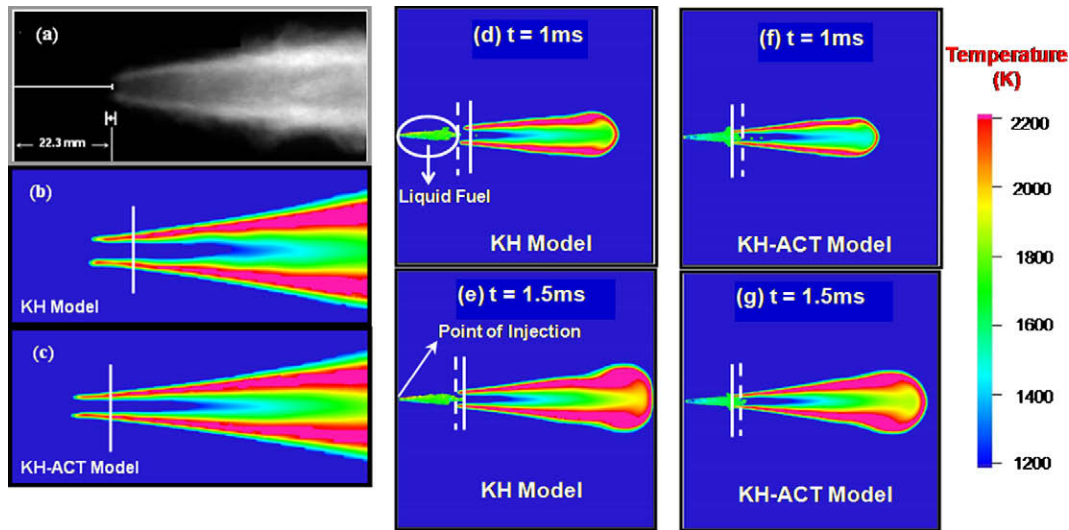 (a)
22.3 mm
(b)
KH Model
(c)
KH-ACT Model
(d) t = 1ms
Liquid Fuel
KH Model
(e) t = 1.5ms
Point of Injection
KH Model
(f) t = 1ms
KH-ACT Model
(g) t = 1.5ms
KH-ACT Model
Temperature
(K)
2200
2000
1800
1600
1400
1200